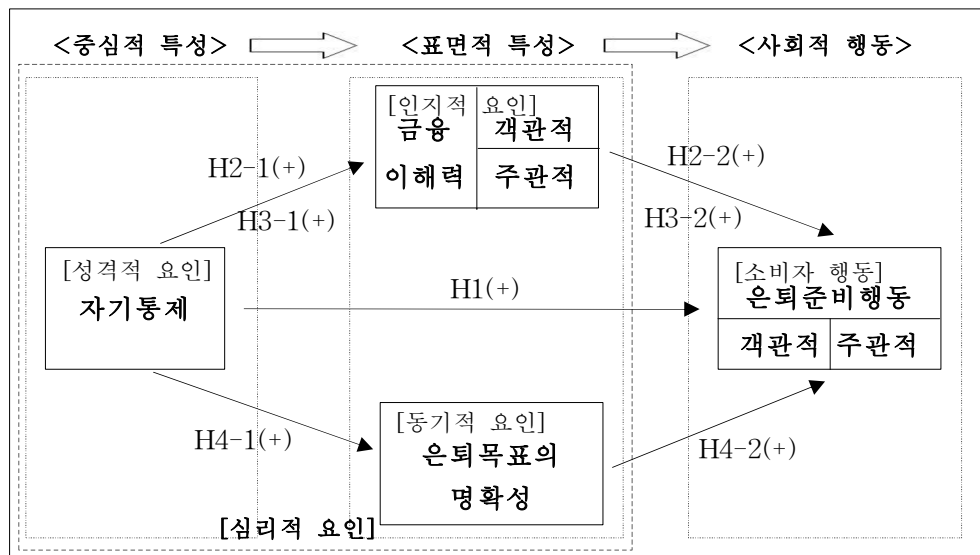 <중심적 특성>
<표면적 특성>
<사회적 행동>
[인지적 요인]
금융
이해력
객관적
주관적
H2-1(+)
H3-1(+)
H2-2(+)
H3-2(+)
[성격적 요인]
자기통제
H1(+)
[소비자 행동]
은퇴준비행동
객관적
주관적
H4-1(+)
[동기적 요인]
은퇴목표의
명확성
H4-2(+)
[심리적 요인]